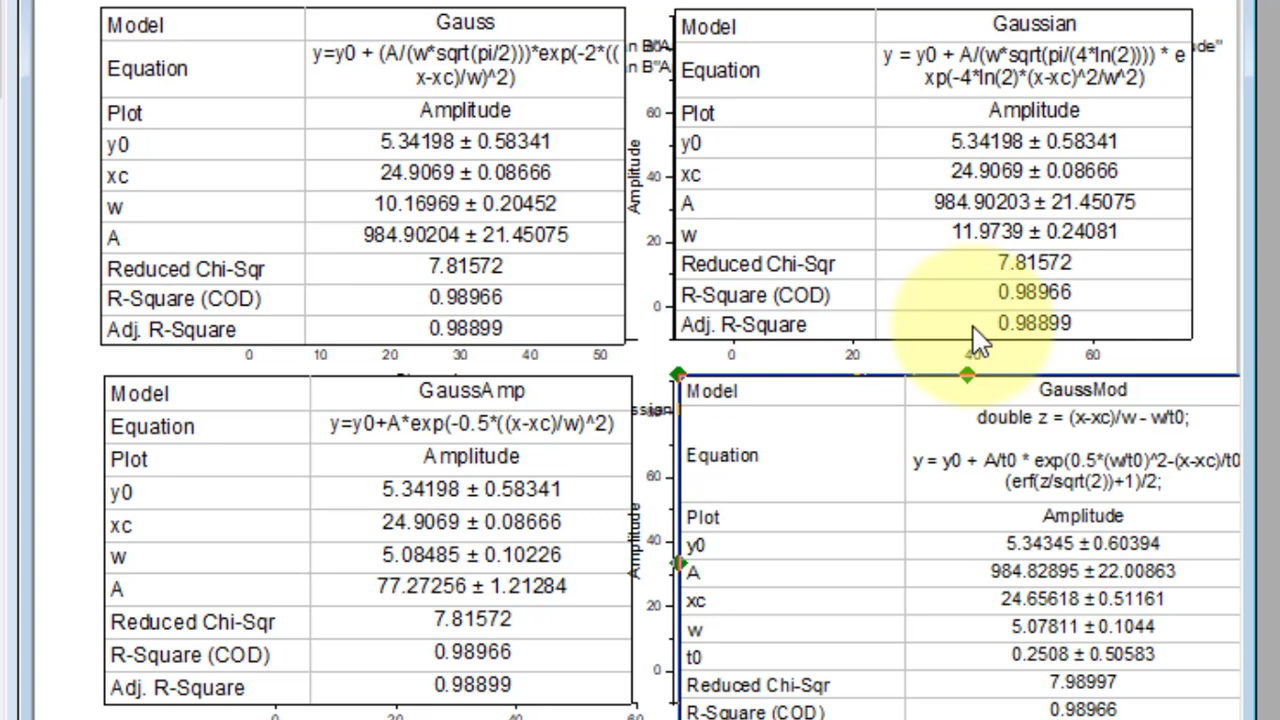 Model Gauss
Equation y=y0 + (A/(w*sqrt(pi/2)))*exp(-2*((
x-xc)/w)^2)
Plot Amplitude
y0 5.34198 ± 0.58341
xc 24.9069 ± 0.08666
w 10.16969 ± 0.20452
A 984.90204 ± 21.45075
Reduced Chi-Sqr 7.81572
R-Square (COD) 0.98966
Adj. R-Square 0.98899
0 10 20 30 40 50
n B"A
n B"A
Amplitude
60
40
20
0
Model Gaussian
ude"
Equation y = y0 + A/(w*sqrt(pi/(4*ln(2)))) * e
xp(-4*ln(2)*(x-xc)^2/w^2)
Plot Amplitude
y0 5.34198 ± 0.58341
xc 24.9069 ± 0.08666
A 984.90203 ± 21.45075
w 11.9739 ± 0.24081
Reduced Chi-Sqr 7.81572
R-Square (COD) 0.98966
Adj. R-Square 0.98899
0 20 40 60
Model GaussAmp
Equation y=y0+A*exp(-0.5*((x-xc)/w)^2)
Plot Amplitude
y0 5.34198 ± 0.58341
xc 24.9069 ± 0.08666
w 5.08485 ± 0.10226
A 77.27256 ± 1.21284
Reduced Chi-Sqr 7.81572
R-Square (COD) 0.98966
Adj. R-Square 0.98899
0 20 40 60
ssian
Amplitude
60
40
20
0
Model GaussMod
Equation double z = (x-xc)/w - w/t0;
y = y0 + A/t0 * exp(0.5*(w/t0)^2-(x-xc)/t0
(erf(z/sqrt(2))+1)/2;
Plot Amplitude
y0 5.34345 ± 0.60394
A 984.82895 ± 22.00863
xc 24.65618 ± 0.51161
w 5.07811 ± 0.1044
t0 0.2508 ± 0.50583
Reduced Chi-Sqr 7.98997
R-Square (COD) 0.98966